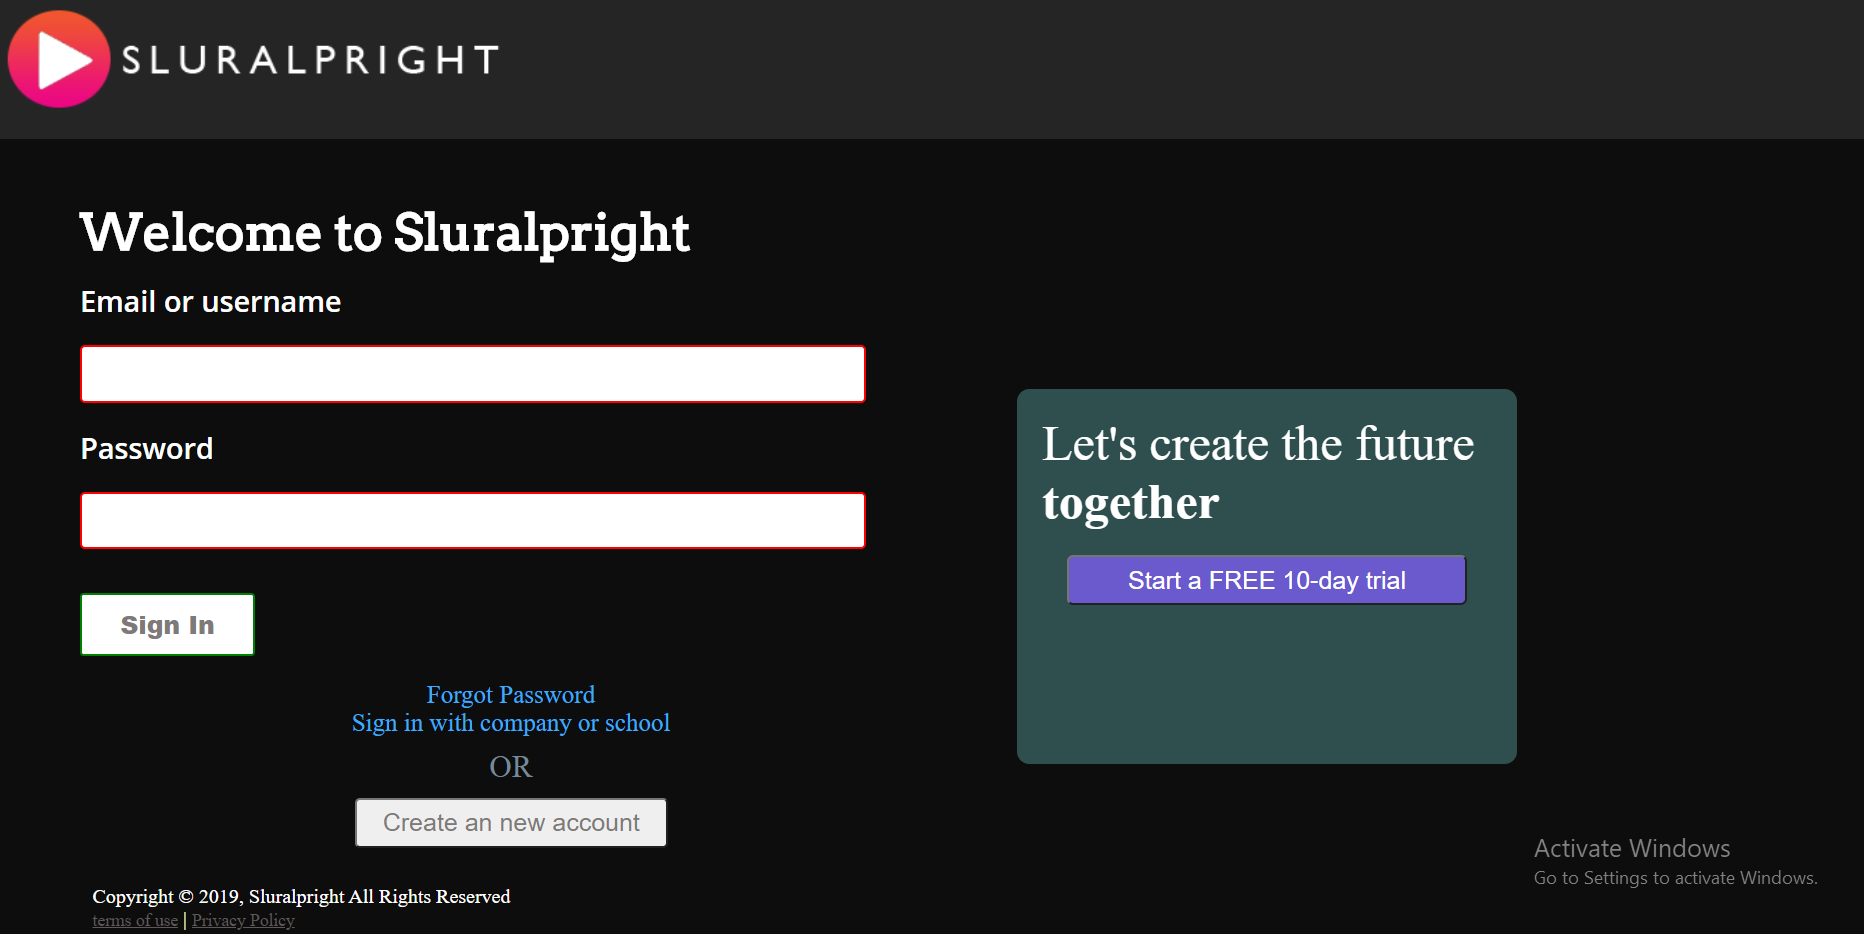 SLURALPRIGHT
Welcome to Sluralpright
Email or username
Password
Sign In
Forgot Password
Sign in with company or school
OR
Create an new account
Copyright © 2019, Sluralpright All Rights Reserved
terms of use | Privacy Policy
Let's create the future
together
Start a FREE 10-day trial
Activate Windows
Go to Settings to activate Windows.